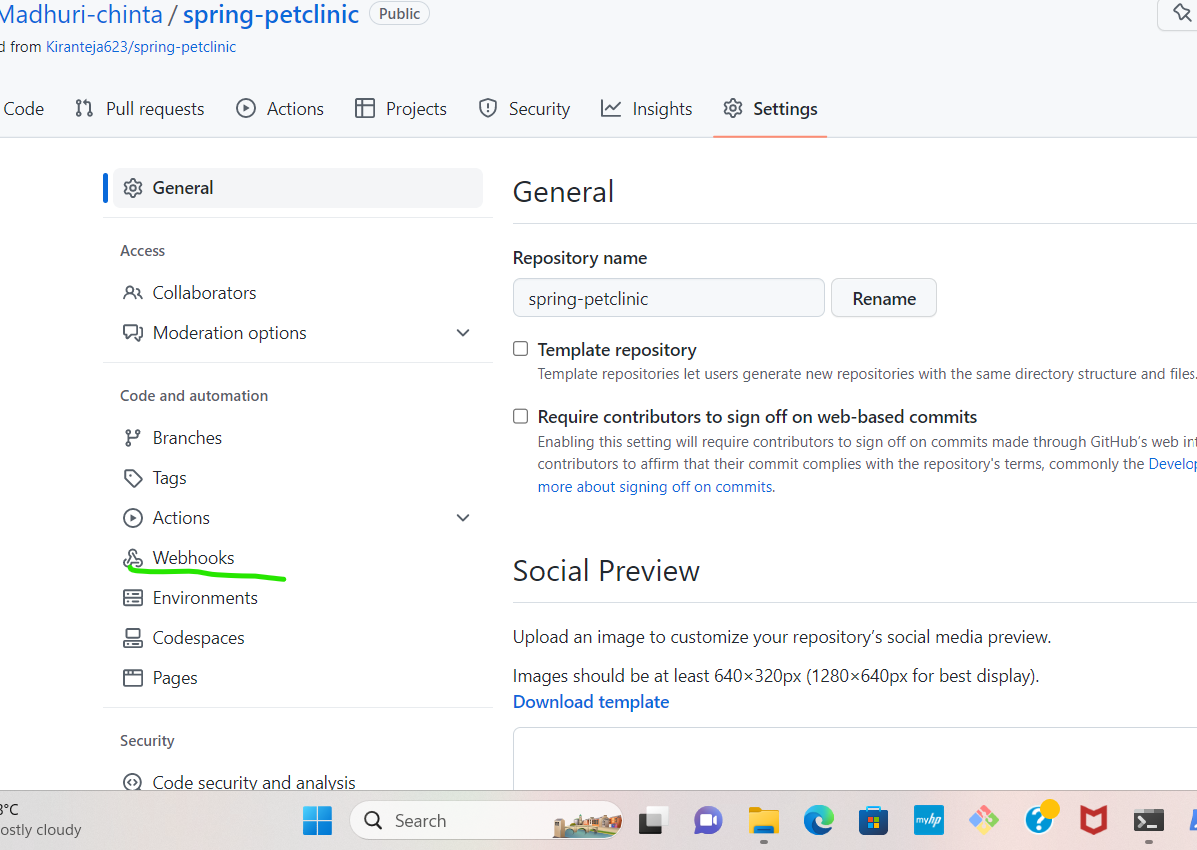 Madhuri-chinta / spring-petclinic Public
d from Kiranteja623/spring-petclinic
Code Pull requests Actions Projects Security Insights Settings
General
Access
Collaborators
Moderation options
Code and automation
Branches
Tags
Actions
Webhooks
Environments
Codespaces
Pages
Security
Code security and analysis
General
Repository name
spring-petclinic Rename
Template repository
Template repositories let users generate new repositories with the same directory structure and files.
Require contributors to sign off on web-based commits
Enabling this setting will require contributors to sign off on commits made through GitHub's web int
contributors to affirm that their commit complies with the repository's terms, commonly the Develop
more about signing off on commits.
Social Preview
Upload an image to customize your repository's social media preview.
Images should be at least 640×320px (1280×640px for best display).
Download template
8°C
ostly cloudy
Search
myhp